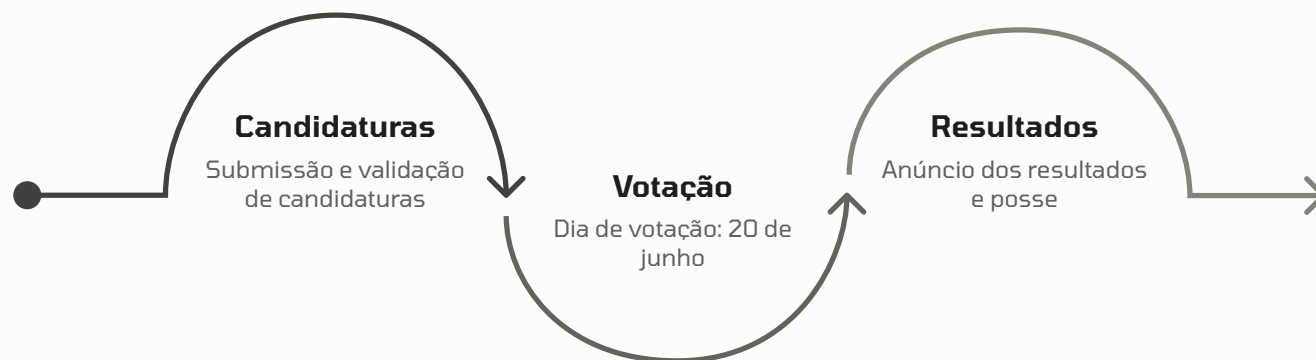 Candidaturas
Submissão e validação
de candidaturas
Votação
Dia de votação: 20 de
junho
Resultados
Anúncio dos resultados
e posse